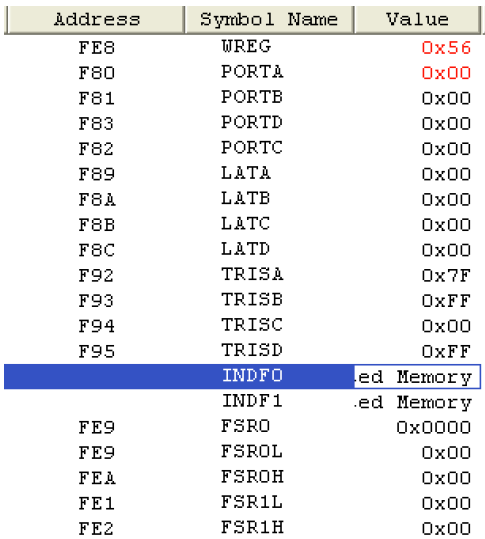 Address Symbol Name Value
FE8 WREG 0x56
F80 PORTA 0x00
F81 PORTB 0x00
F83 PORTD 0x00
F82 PORTC 0x00
F89 LATA 0x00
F8A LATB 0x00
F8B LATC 0x00
F8C LATD 0x00
F92 TRISA 0x7F
F93 TRISB 0xFF
F94 TRISC 0x00
F95 TRISD 0xFF
INDF0 ed Memory
INDF1 ed Memory
FE9 FSR0 0x0000
FE9 FSR0L 0x00
FEA FSR0H 0x00
FE1 FSR1L 0x00
FE2 FSR1H 0x00